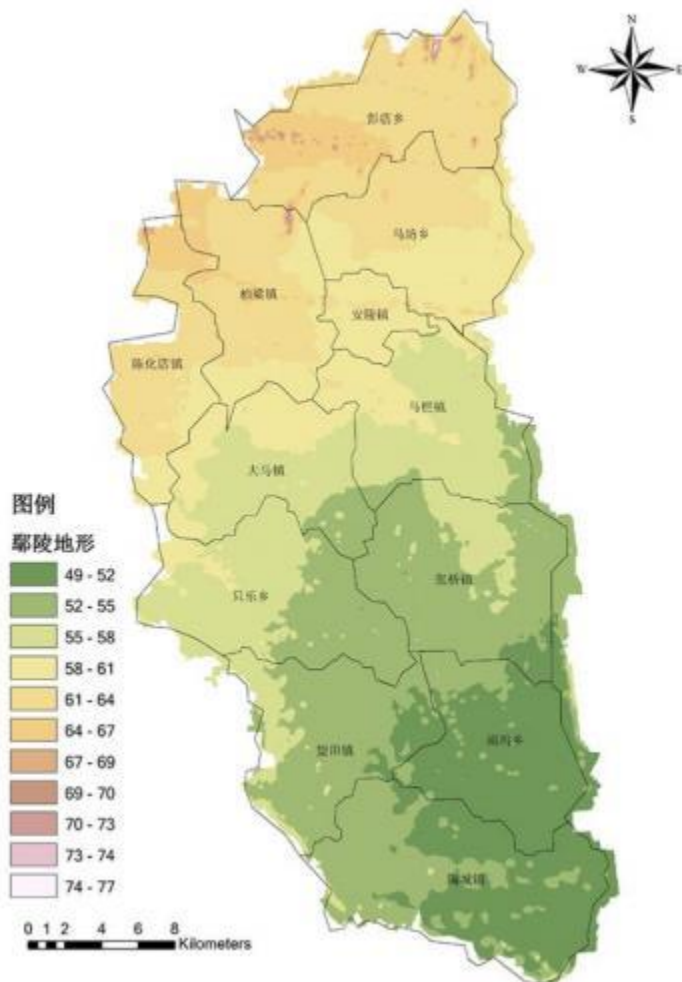 N
W E
S
彭店乡
马坊乡
柏梁镇
安陵镇
陈化店镇
马栏镇
大马镇
只乐乡
张桥镇
南坞乡
望田镇
陶城镇
图例
鄢陵地形
49 - 52
52 - 55
55 - 58
58 - 61
61 - 64
64 - 67
67 - 69
69 - 70
70 - 73
73 - 74
74 - 77
0 1 2 4 6 8
Kilometers